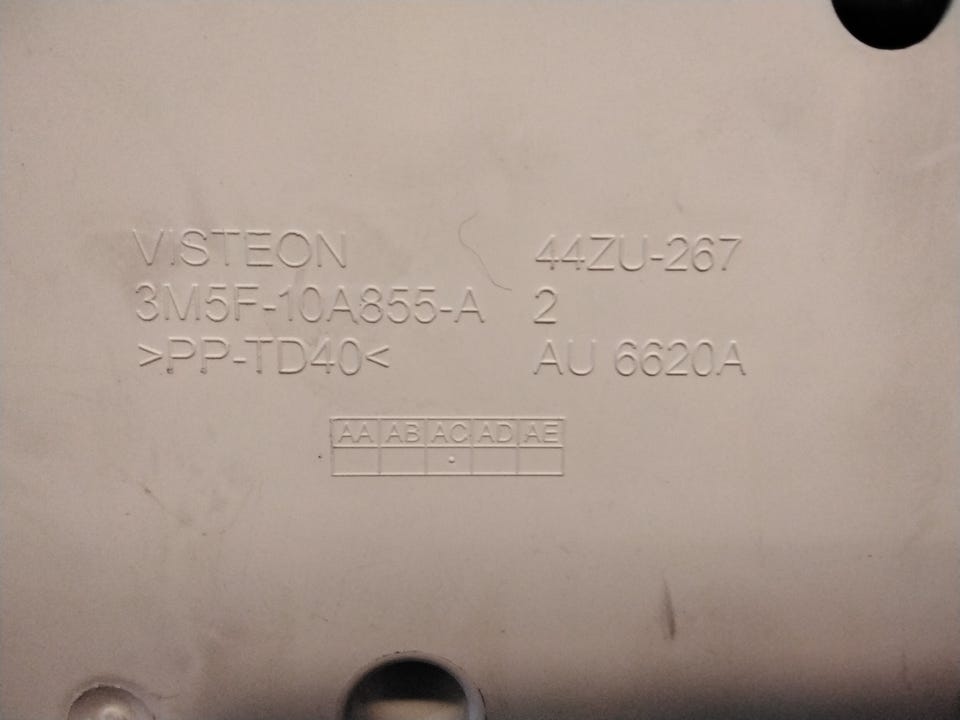 VISTEON 44ZU-267
3M5F-10A855-A 2
>PP-TD40< AU 6620A
AA AB AC AD AE